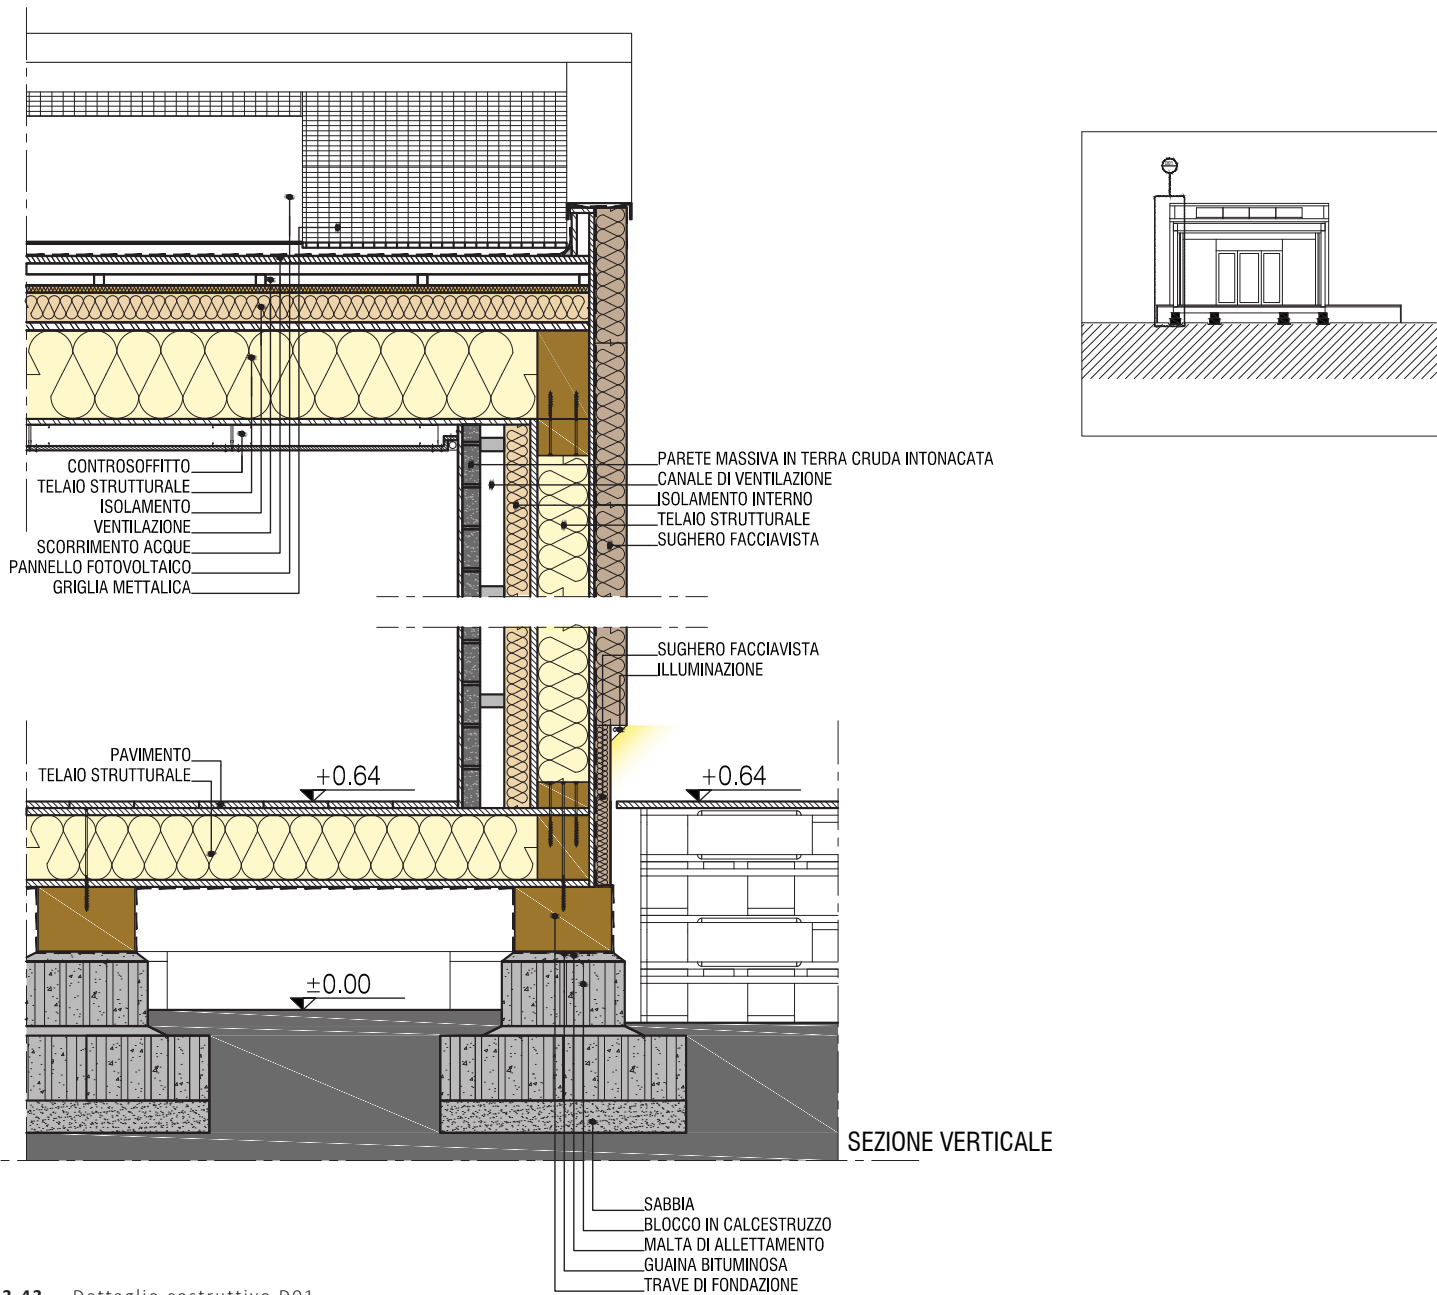 CONTROSOFFITTO
TELAIO STRUTTURALE
ISOLAMENTO
VENTILAZIONE
SCORRIMENTO ACQUE
PANNELLO FOTOVOLTAICO
GRIGLIA METTALICA
PARETE MASSIVA IN TERRA CRUDA INTONACATA
CANALE DI VENTILAZIONE
ISOLAMENTO INTERNO
TELAIO STRUTTURALE
SUGHERO FACCIAVISTA
SUGHERO FACCIAVISTA
ILLUMINAZIONE
PAVIMENTO
TELAIO STRUTTURALE
+0.64
+0.64
±0.00
SEZIONE VERTICALE
SABBIA
BLOCCO IN CALCESTRUZZO
MALTA DI ALLETTAMENTO
GUAINA BITUMINOSA
TRAVE DI FONDAZIONE